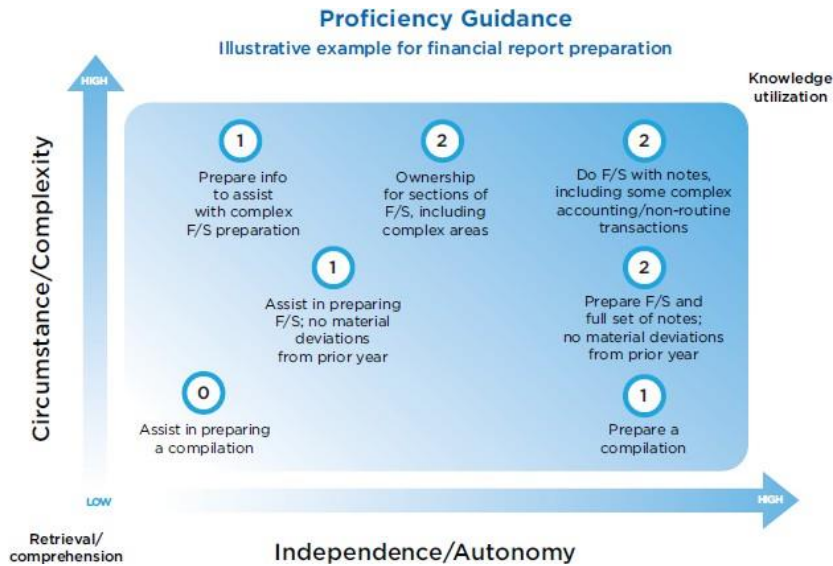 Proficiency Guidance
Illustrative example for financial report preparation
HIGH
Knowledge
utilization
Circumstance/Complexity
1
Prepare info
to assist
with complex
F/S preparation
2
Ownership
for sections of
F/S, including
complex areas
2
Do F/S with notes,
including some complex
accounting/non-routine
transactions
1
Assist in preparing
F/S; no material
deviations
from prior year
2
Prepare F/S and
full set of notes;
no material deviations
from prior year
0
Assist in preparing
a compilation
1
Prepare a
compilation
LOW
HIGH
Retrieval/
comprehension
Independence/Autonomy